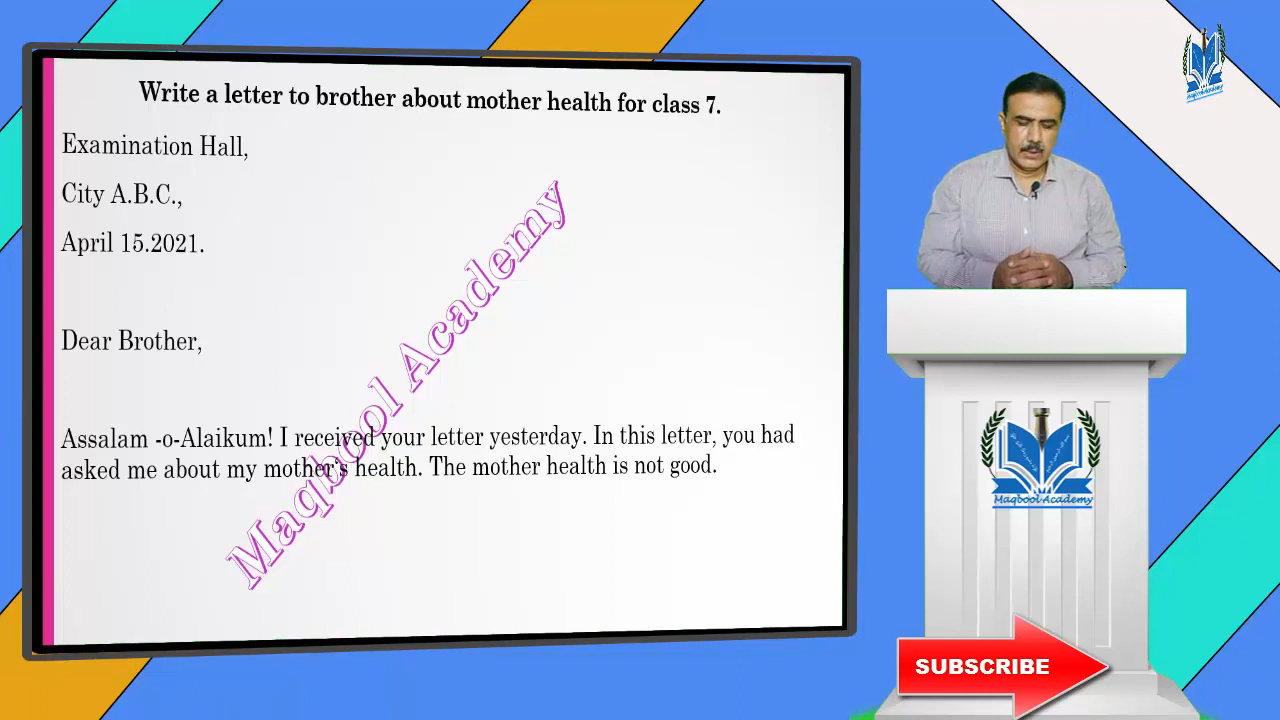 Write a letter to brother about mother health for class 7.
Examination Hall,
City A.B.C.,
April 15.2021.
Dear Brother,
Assalam -o-Alaikum! I received your letter yesterday. In this letter, you had
asked me about my mother's health. The mother health is not good.
Maqbool Academy
Maqbool Academy
Maqbool Academy
SUBSCRIBE